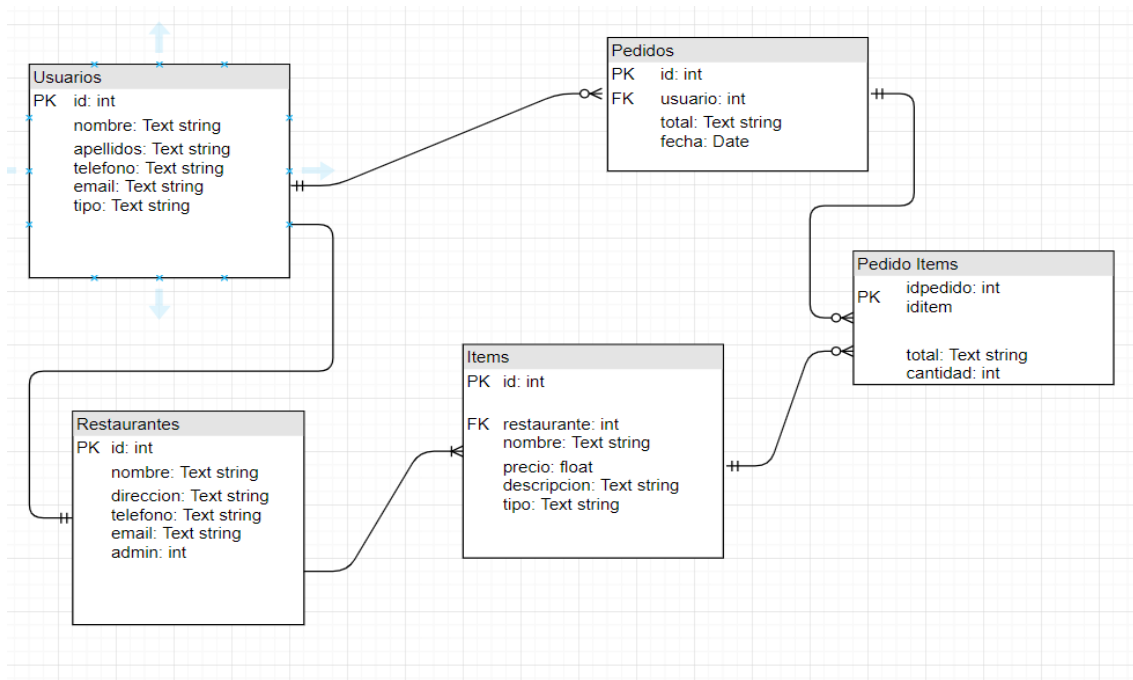 Usuarios
PK id: int
nombre: Text string
apellidos: Text string
telefono: Text string
email: Text string
tipo: Text string
Pedidos
PK id: int
FK usuario: int
total: Text string
fecha: Date
Pedido Items
PK idpedido: int
iditem
total: Text string
cantidad: int
Items
PK id: int
FK restaurante: int
nombre: Text string
precio: float
descripcion: Text string
tipo: Text string
Restaurantes
PK id: int
nombre: Text string
direccion: Text string
telefono: Text string
email: Text string
admin: int